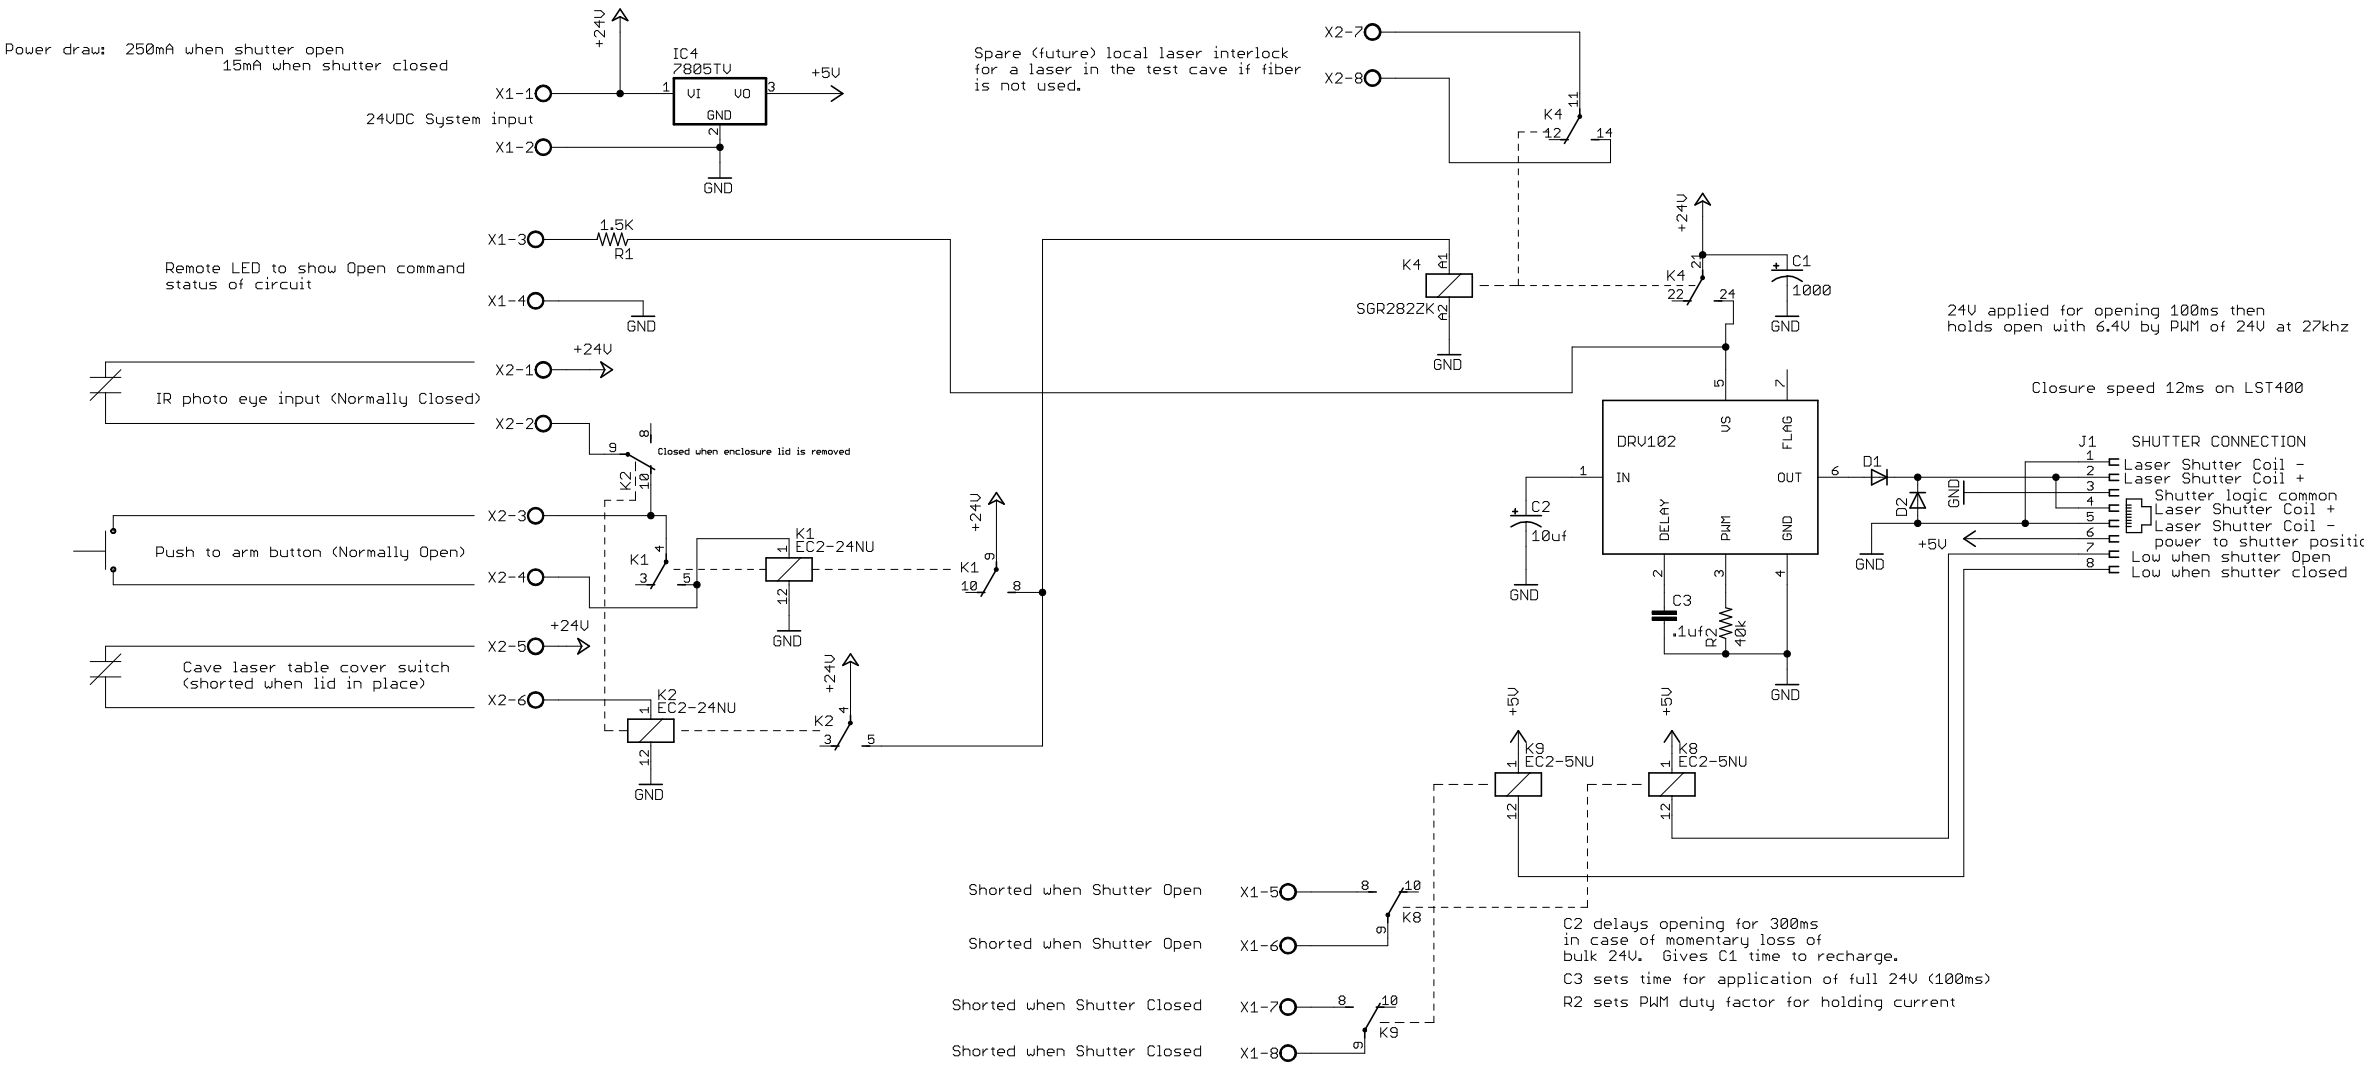 Power draw: 250mA when shutter open
15mA when shutter closed
+24V
IC4
7805TV
1
VI
VO
3
GND
2
+5V
X1-1
24VDC System input
X1-2
GND
Spare (future) local laser interlock
for a laser in the test cave if fiber
is not used.
X2-7
X2-8
11
K4
12
14
X1-3
1.5K
R1
Remote LED to show Open command
status of circuit
X1-4
GND
K4
A1
SGR282ZK
A2
GND
+24V
21
K4
22
24
C1
+
1000
GND
24V applied for opening 100ms then
holds open with 6.4V by PWM of 24V at 27khz
Closure speed 12ms on LST400
X2-1
+24V
IR photo eye input (Normally Closed)
X2-2
8
9
Closed when enclosure lid is removed
K2
10
X2-3
Push to arm button (Normally Open)
X2-4
K1
4
3
5
K1
EC2-24NU
1
12
GND
+24V
9
K1
10
8
X2-5
+24V
Cave laser table cover switch
(shorted when lid in place)
X2-6
K2
EC2-24NU
1
12
GND
+24V
4
K2
3
5
5
7
VS
FLAG
DRV102
1
IN
OUT
6
DELAY
PWM
GND
2
3
4
C2
+
10uf
GND
C3
.1uf
R2
40k
GND
D1
D2
GND
GND
+5V
J1
SHUTTER CONNECTION
1
Laser Shutter Coil -
2
Laser Shutter Coil +
3
Shutter logic common
4
Laser Shutter Coil +
5
Laser Shutter Coil -
6
power to shutter positic
7
Low when shutter Open
8
Low when shutter closed
+5V
K9
EC2-5NU
1
12
+5V
K8
EC2-5NU
1
12
Shorted when Shutter Open
X1-5
8
10
K8
9
Shorted when Shutter Open
X1-6
Shorted when Shutter Closed
X1-7
8
10
K9
9
Shorted when Shutter Closed
X1-8
C2 delays opening for 300ms
in case of momentary loss of
bulk 24V. Gives C1 time to recharge.
C3 sets time for application of full 24V (100ms)
R2 sets PWM duty factor for holding current